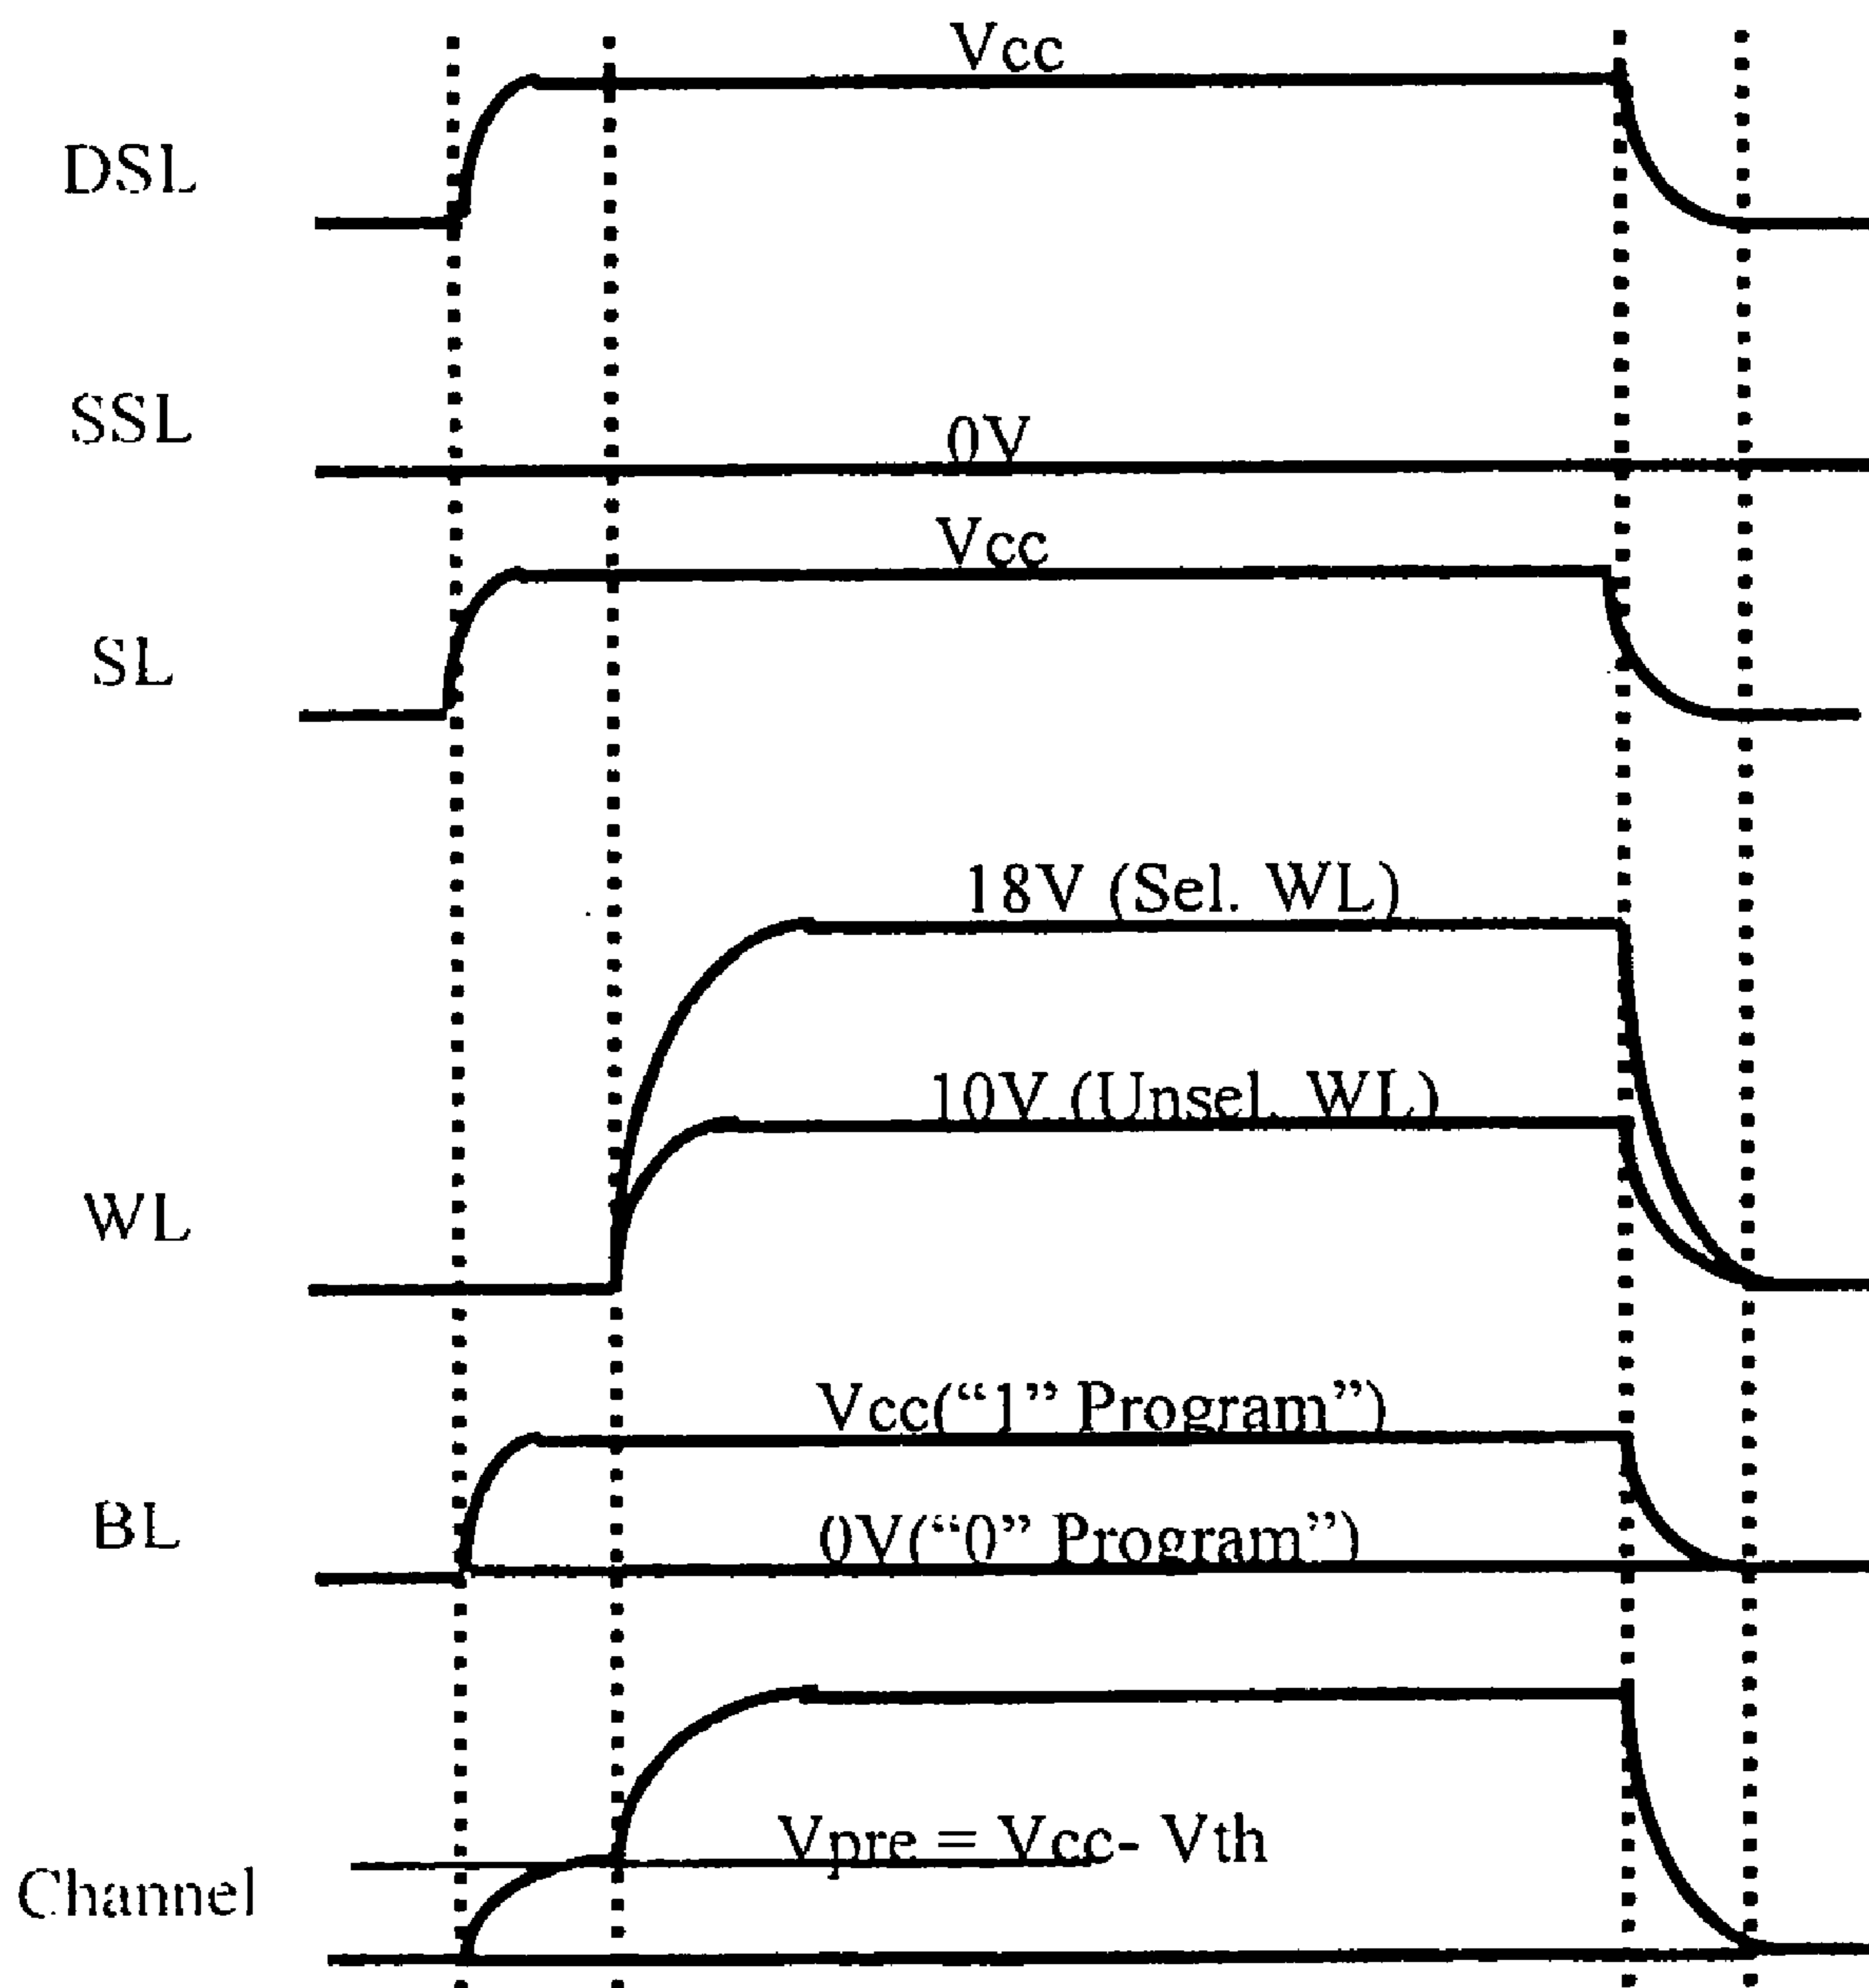 Vcc
DSL
SSL
0V
Vcc
SL
18V (Sel. WL)
10V (Unsel. WL)
WL
Vcc(“1” Program”)
BL
0V(“0” Program”)
Vpre = Vcc- Vth
Channel